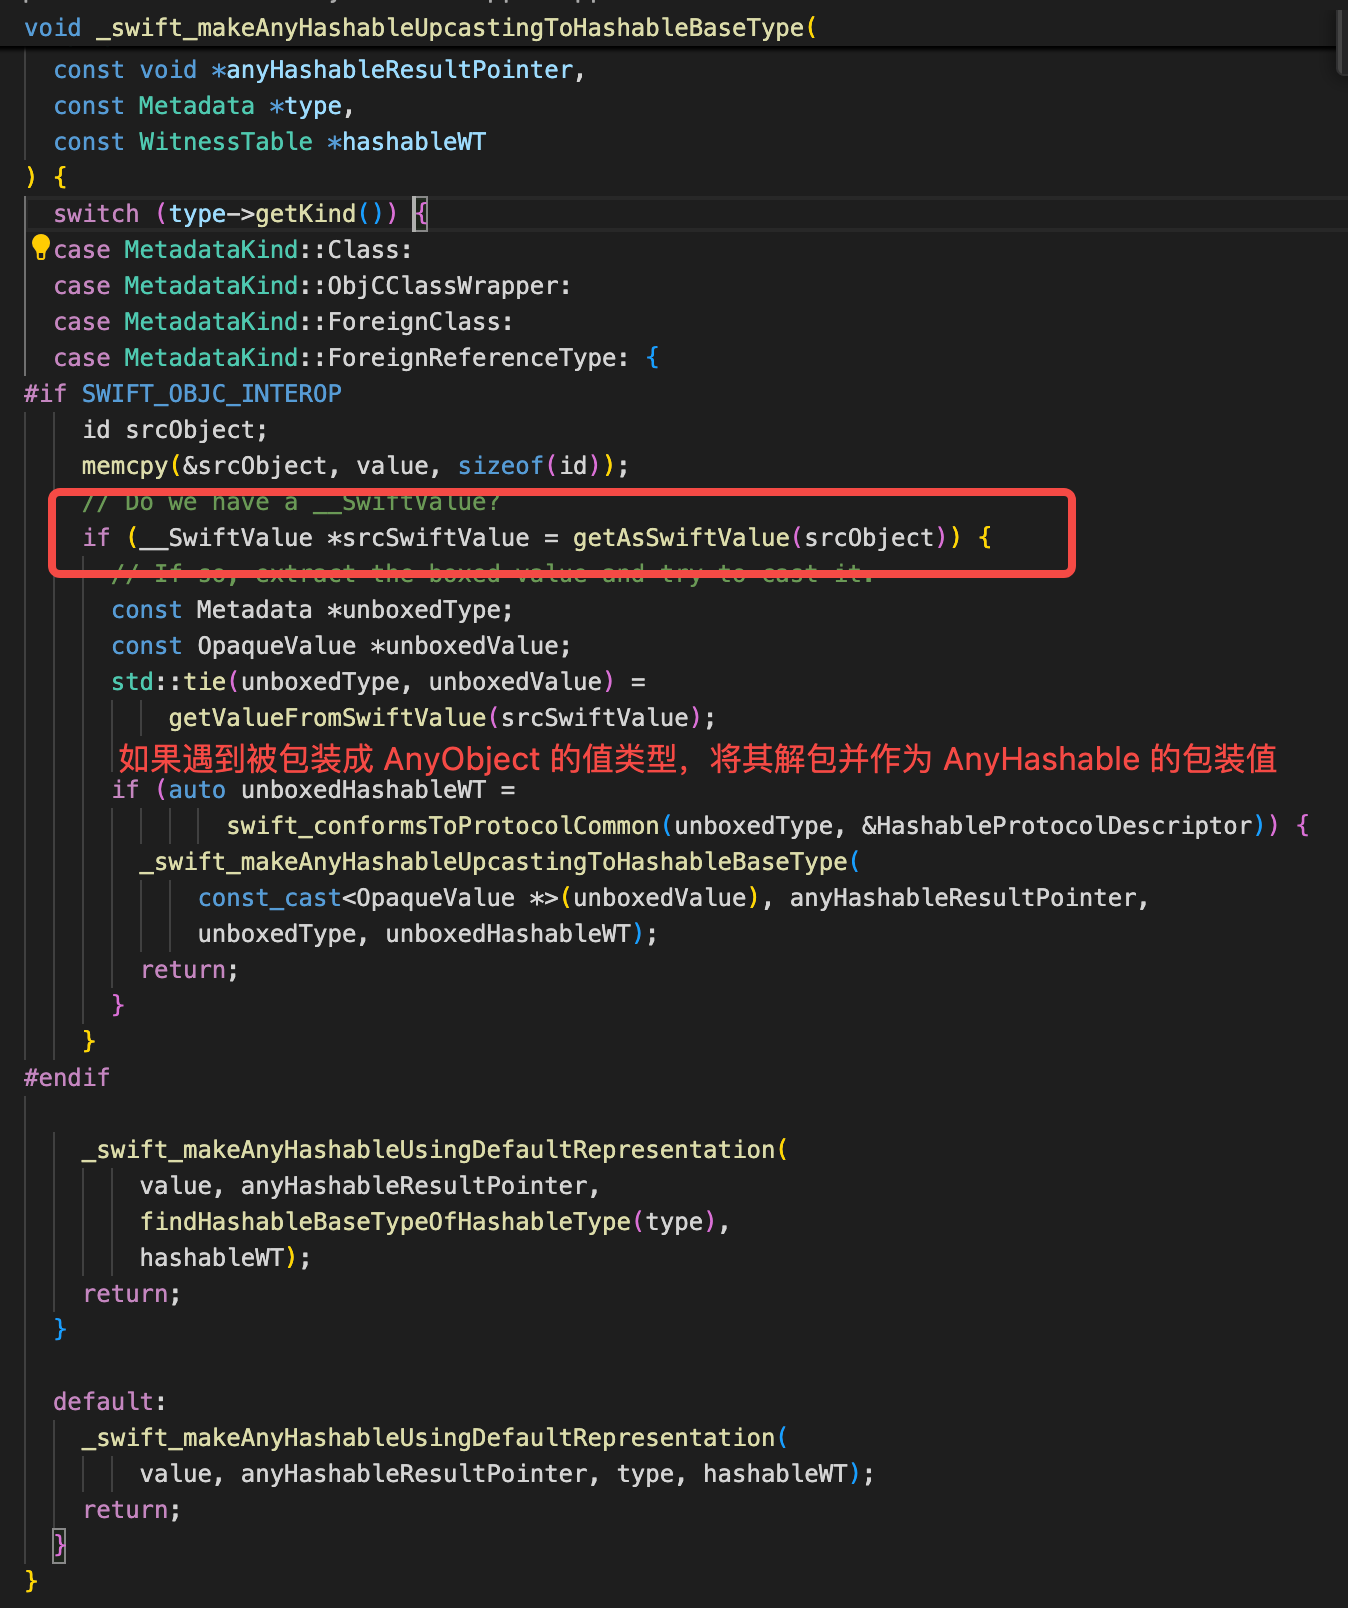 void _swift_makeAnyHashableUpcastingToHashableBaseType(
const void *anyHashableResultPointer,
const Metadata *type,
const WitnessTable *hashableWT
) {
switch (type->getKind()) {
case MetadataKind::Class:
case MetadataKind::ObjCClassWrapper:
case MetadataKind::ForeignClass:
case MetadataKind::ForeignReferenceType: {
#if SWIFT_OBJC_INTEROP
id srcObject;
memcpy(&srcObject, value, sizeof(id));
// Do we have a __SwiftValue?
if (__SwiftValue *srcSwiftValue = getAsSwiftValue(srcObject)) {
// If so, extract the boxed value and try to cast it.
const Metadata *unboxedType;
const OpaqueValue *unboxedValue;
std::tie(unboxedType, unboxedValue) =
getValueFromSwiftValue(srcSwiftValue);
如果遇到被包装成 AnyObject 的值类型，将其解包并作为 AnyHashable 的包装值
if (auto unboxedHashableWT =
swift_conformsToProtocolCommon(unboxedType, &HashableProtocolDescriptor)) {
_swift_makeAnyHashableUpcastingToHashableBaseType(
const_cast<OpaqueValue *>(unboxedValue), anyHashableResultPointer,
unboxedType, unboxedHashableWT);
return;
}
}
#endif
_swift_makeAnyHashableUsingDefaultRepresentation(
value, anyHashableResultPointer,
findHashableBaseTypeOfHashableType(type),
hashableWT);
return;
}
default:
_swift_makeAnyHashableUsingDefaultRepresentation(
value, anyHashableResultPointer, type, hashableWT);
return;
}
}